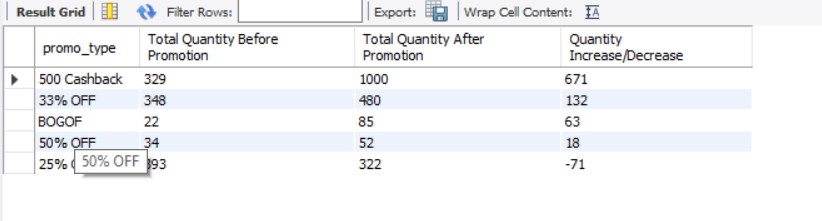 Result Grid Filter Rows: Export: Wrap Cell Content: IA
promo_type Total Quantity Before Promotion Total Quantity After Promotion Quantity Increase/Decrease
500 Cashback 329 1000 671
33% OFF 348 480 132
BOGOF 22 85 63
50% OFF 34 52 18
50% OFF
25% 322 -71